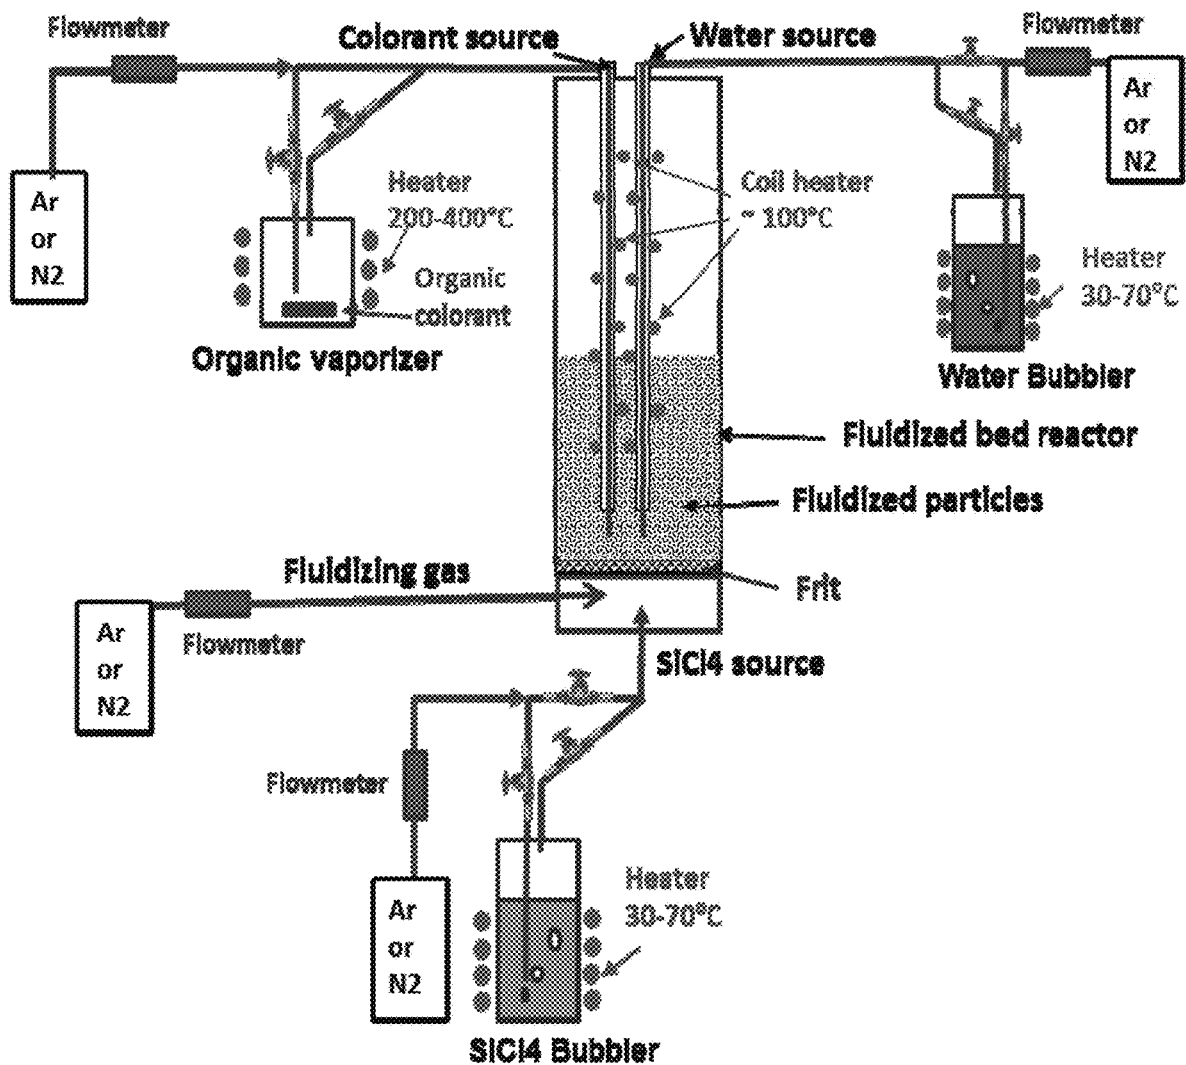 Flowmeter
Colorant source
Water source
Flowmeter
Ar
or
N2
Ar
or
N2
Heater
200-400°C
Coil heater
~ 100°C
Organic
colorant
Heater
30-70°C
Organic vaporizer
Water Bubbler
Fluidized bed reactor
Fluidized particles
Fluidizing gas
Frit
Ar
or
N2
Flowmeter
SiCl4 source
Flowmeter
Ar
or
N2
Heater
30-70°C
SiCl4 Bubbler